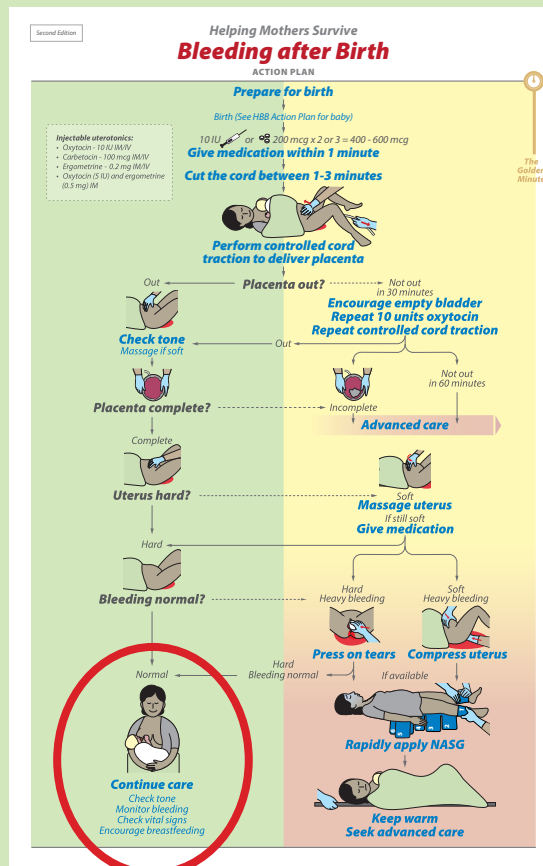 Second Edition
Helping Mothers Survive
Bleeding after Birth
ACTION PLAN
Prepare for birth
Birth (See HBB Action Plan for baby)
10 IU or 200 mcg x 2 or 3 = 400 - 600 mcg
Give medication within 1 minute
Injectable uterotonics:
• Oxytocin - 10 IU IM/IV
• Carbetocin - 100 mcg IM/IV
• Ergometrine – 0.2 mg IM/IV
• Oxytocin (5 IU) and ergometrine
(0.5 mg) IM
The
Golden
Minute
Cut the cord between 1-3 minutes
Perform controlled cord
traction to deliver placenta
Out
Placenta out?
Not out
in 30 minutes
Encourage empty bladder
Repeat 10 units oxytocin
Repeat controlled cord traction
Check tone
Massage if soft
Out
Not out
in 60 minutes
Placenta complete?
Incomplete
Advanced care
Complete
Uterus hard?
Soft
Massage uterus
If still soft
Give medication
Hard
Bleeding normal?
Hard
Heavy bleeding
Soft
Heavy bleeding
Press on tears
Compress uterus
Normal
Hard
Bleeding normal
If available
Rapidly apply NASG
Continue care
Check tone
Monitor bleeding
Check vital signs
Encourage breastfeeding
Keep warm
Seek advanced care